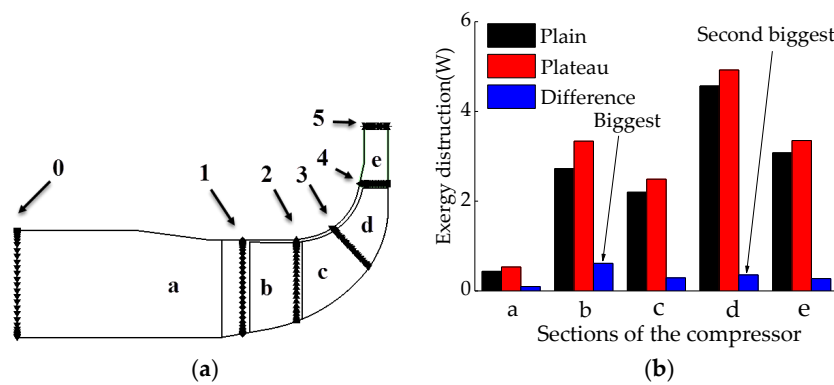 0
1
2
3
4
5
a
b
c
d
e
(a)
Exergy distruction(W)
6
4
2
0
Plain
Plateau
Difference
Biggest
Second biggest
a b c d e
Sections of the compressor
(b)